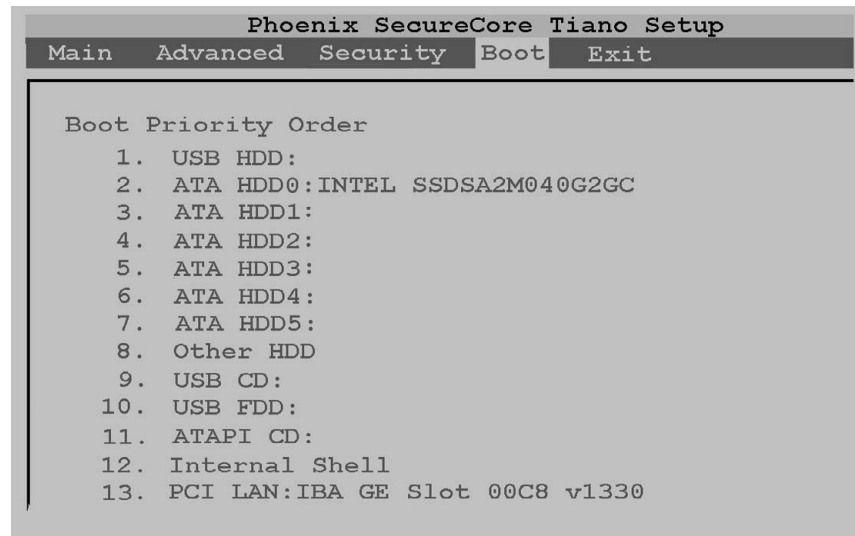 Phoenix SecureCore Tiano Setup
Main Advanced Security Boot Exit
Boot Priority Order
1. USB HDD:
2. ATA HDD0:INTEL SSDSA2M040G2GC
3. ATA HDD1:
4. ATA HDD2:
5. ATA HDD3:
6. ATA HDD4:
7. ATA HDD5:
8. Other HDD
9. USB CD:
10. USB FDD:
11. ATAPI CD:
12. Internal Shell
13. PCI LAN:IBA GE Slot 00C8 v1330